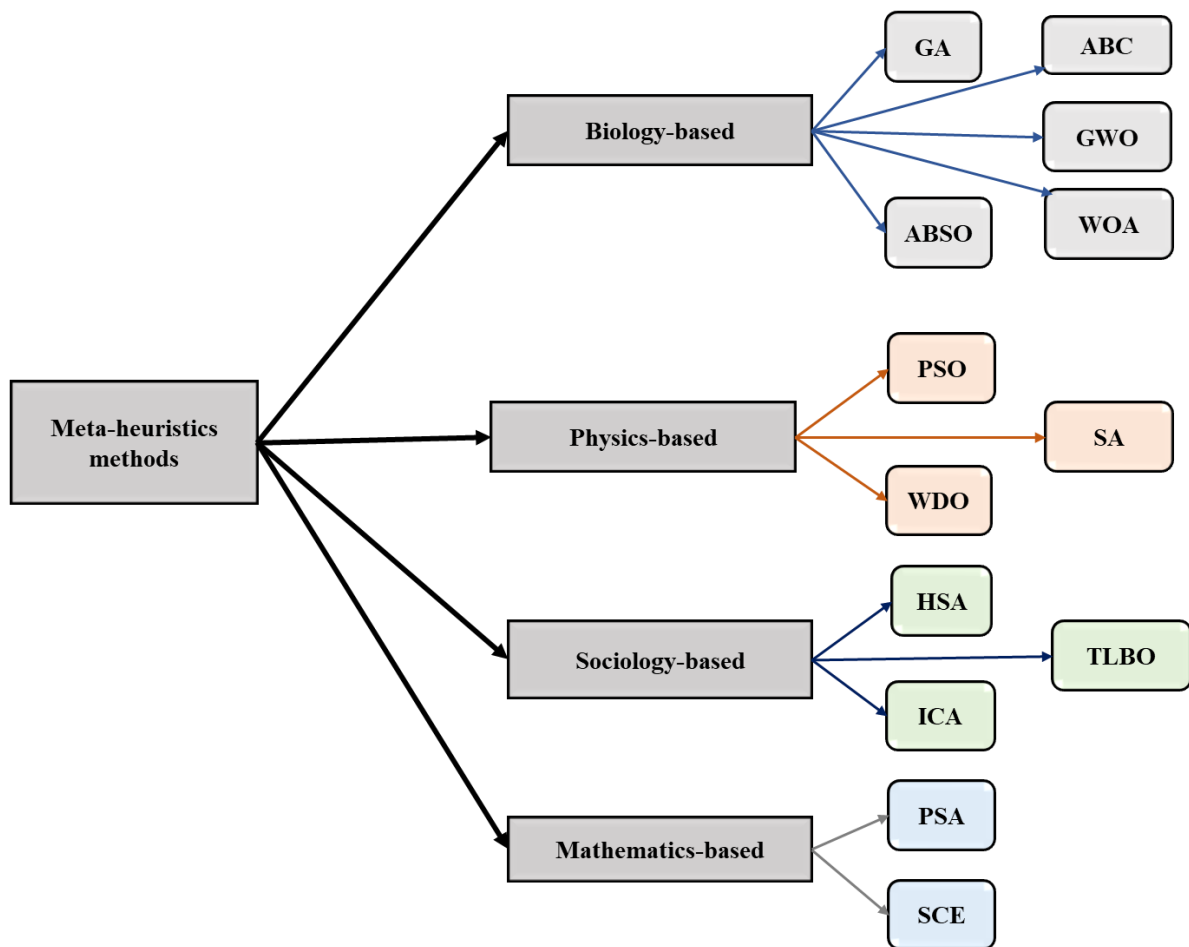 GA
ABC
Biology-based
GWO
ABSO
WOA
Meta-heuristics
methods
PSO
Physics-based
SA
WDO
HSA
Sociology-based
TLBO
ICA
PSA
Mathematics-based
SCE